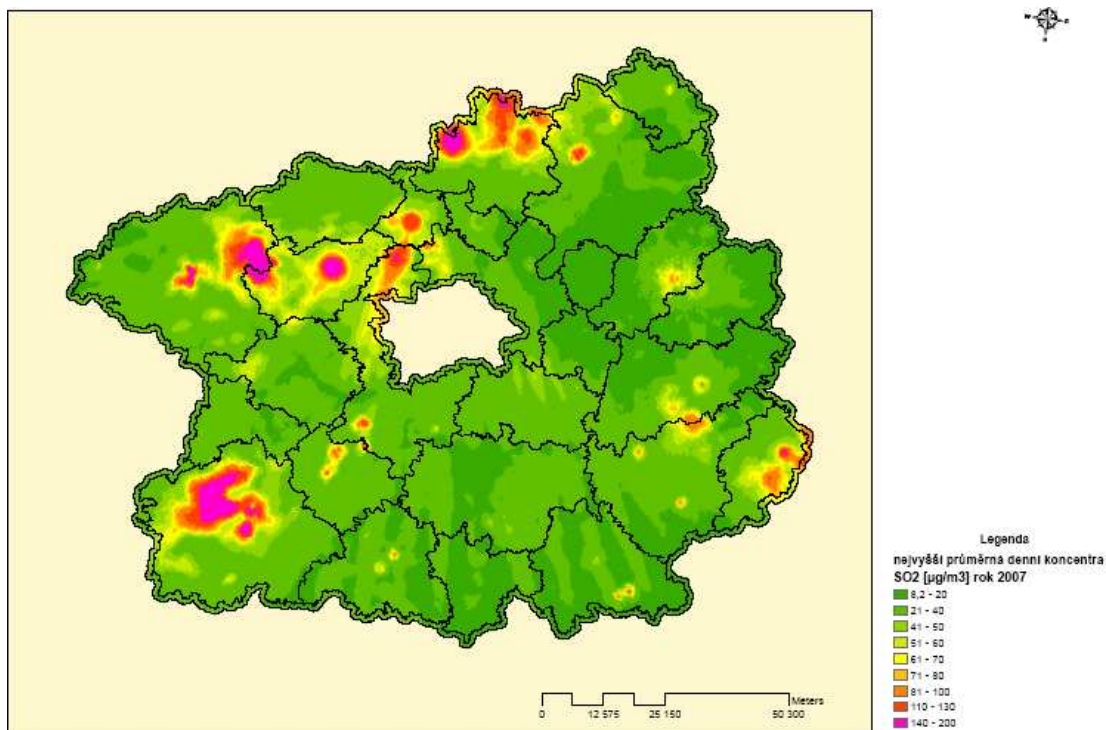 Legenda
nejvyšší průměrná denní koncentra
SO2 [µg/m3] rok 2007
8,2 - 20
21 - 40
41 - 50
51 - 60
61 - 70
71 - 80
81 - 100
110 - 130
140 - 200
Meters
0 12 575 25 150 50 300